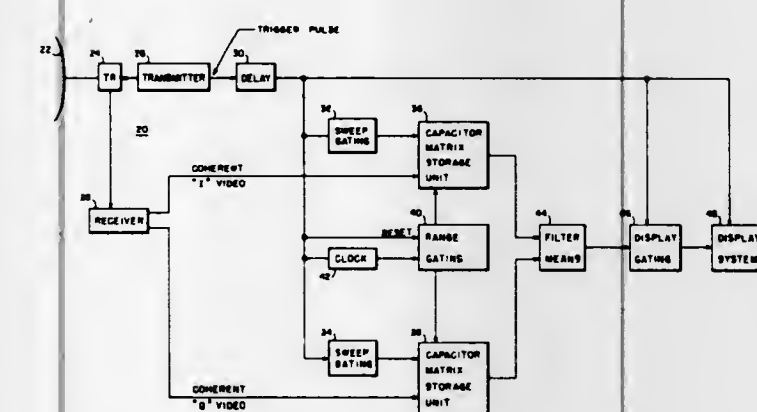 TRIGGER PULSE
22
24
TR
TRANSMITTER
30
DELAY
20
32
SWEEP
GATING
36
CAPACITOR
MATRIX
STORAGE
UNIT
COHERENT
"I" VIDEO
RECEIVER
RESET
40
RANGE
GATING
CLOCK
42
44
FILTER
MEANS
DISPLAY
GATING
48
DISPLAY
SYSTEM
34
SWEEP
GATING
38
CAPACITOR
MATRIX
STORAGE
UNIT
COHERENT
"Q" VIDEO